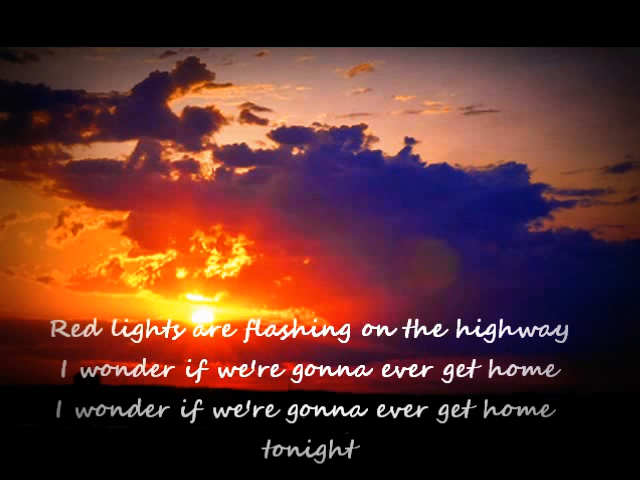 Red lights are flashing on the highway
I wonder if we're gonna ever get home
I wonder if we're gonna ever get home
tonight